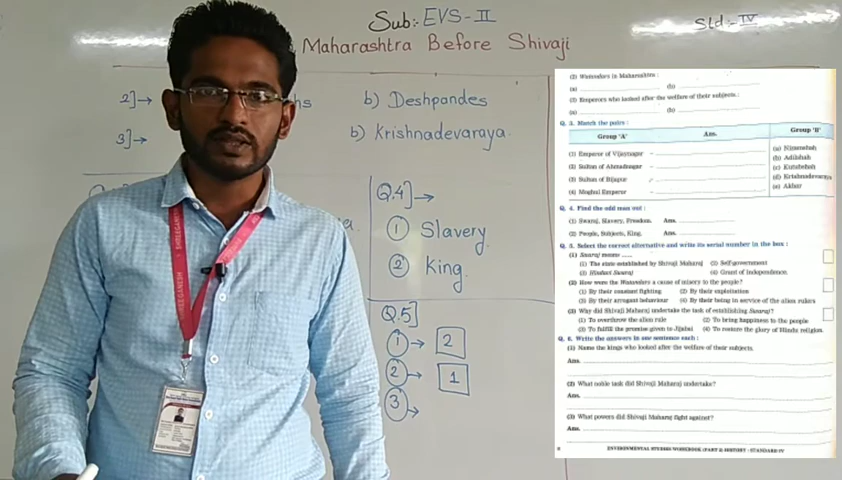 Sub:- EVS-II
Std:- IV
Maharashtra Before Shivaji
2]→
hs
b) Deshpandes
3]→
b) Krishnadevaraya.
Q.4]→
① Slavery
② King.
Q.5]
①→ 2
②→ 1
③→
(2) Watandars in Maharashtra :
(a) (b)
(3) Emperors who looked after the welfare of their subjects :
(a) (b)
Q. 3. Match the pairs :
Group 'A' Ans. Group 'B'
(1) Emperor of Vijaynagar - (a) Nizamshah
(2) Sultan of Ahmadnagar - (b) Adilshah
(3) Sultan of Bijapur - (c) Kutubshah
(4) Moghul Emperor - (d) Krishnadevaraya
(e) Akbar
Q. 4. Find the odd man out :
(1) Swaraj, Slavery, Freedom. Ans.
(2) People, Subjects, King. Ans.
Q. 5. Select the correct alternative and write its serial number in the box :
(1) Swaraj means .....
(1) The state established by Shivaji Maharaj (2) Self-government
(3) Hindavi Swaraj (4) Grant of Independence.
(2) How were the Watandars a cause of misery to the people?
(1) By their constant fighting (2) By their exploitation
(3) By their arrogant behaviour (4) By their being in service of the alien rulers
(3) Why did Shivaji Maharaj undertake the task of establishing Swaraj?
(1) To overthrow the alien rule (2) To bring happiness to the people
(3) To fulfill the promise given to Jijabai (4) To restore the glory of Hindu religion.
Q. 6. Write the answers in one sentence each :
(1) Name the kings who looked after the welfare of their subjects.
Ans.
(2) What noble task did Shivaji Maharaj undertake?
Ans.
(3) What powers did Shivaji Maharaj fight against?
Ans.
ENVIRONMENTAL STUDIES WORKBOOK (PART 2) HISTORY : STANDARD IV